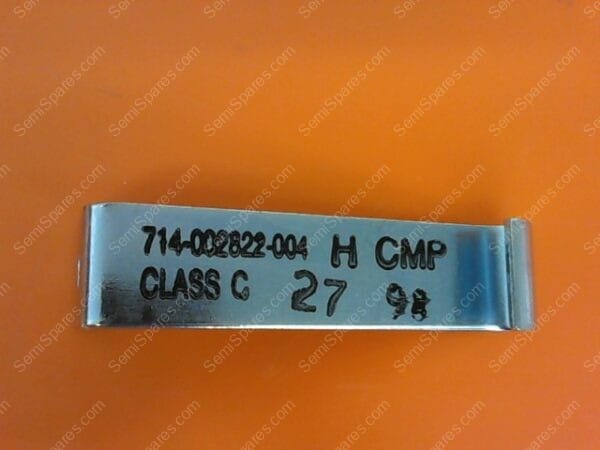 714-002822-004 H CMP
CLASS C 27 98
SemiSpares.com